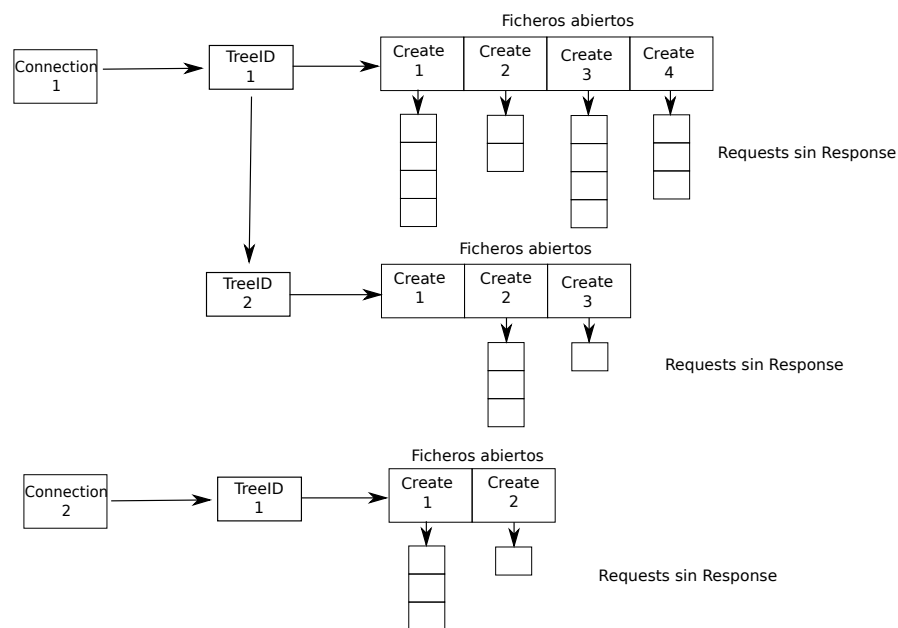 Ficheros abiertos
Connection
1
TreeID
1
Create
1
Create
2
Create
3
Create
4
Requests sin Response
Ficheros abiertos
TreeID
2
Create
1
Create
2
Create
3
Requests sin Response
Ficheros abiertos
Connection
2
TreeID
1
Create
1
Create
2
Requests sin Response